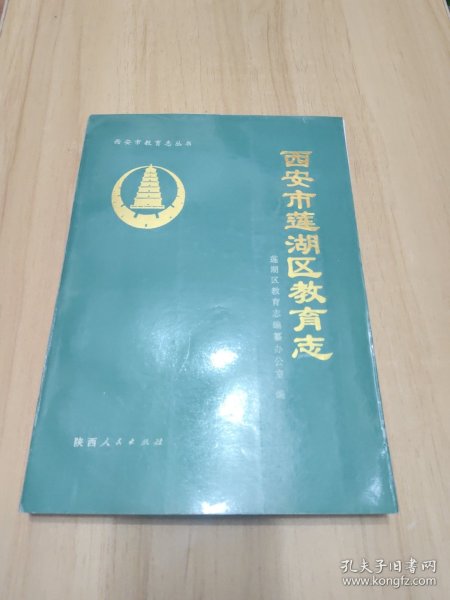 西安市教育志丛书
西安市莲湖区教育志
莲湖区教育志编纂办公室 编
陕西人民出版社
孔夫子旧书网
www.kongfz.com